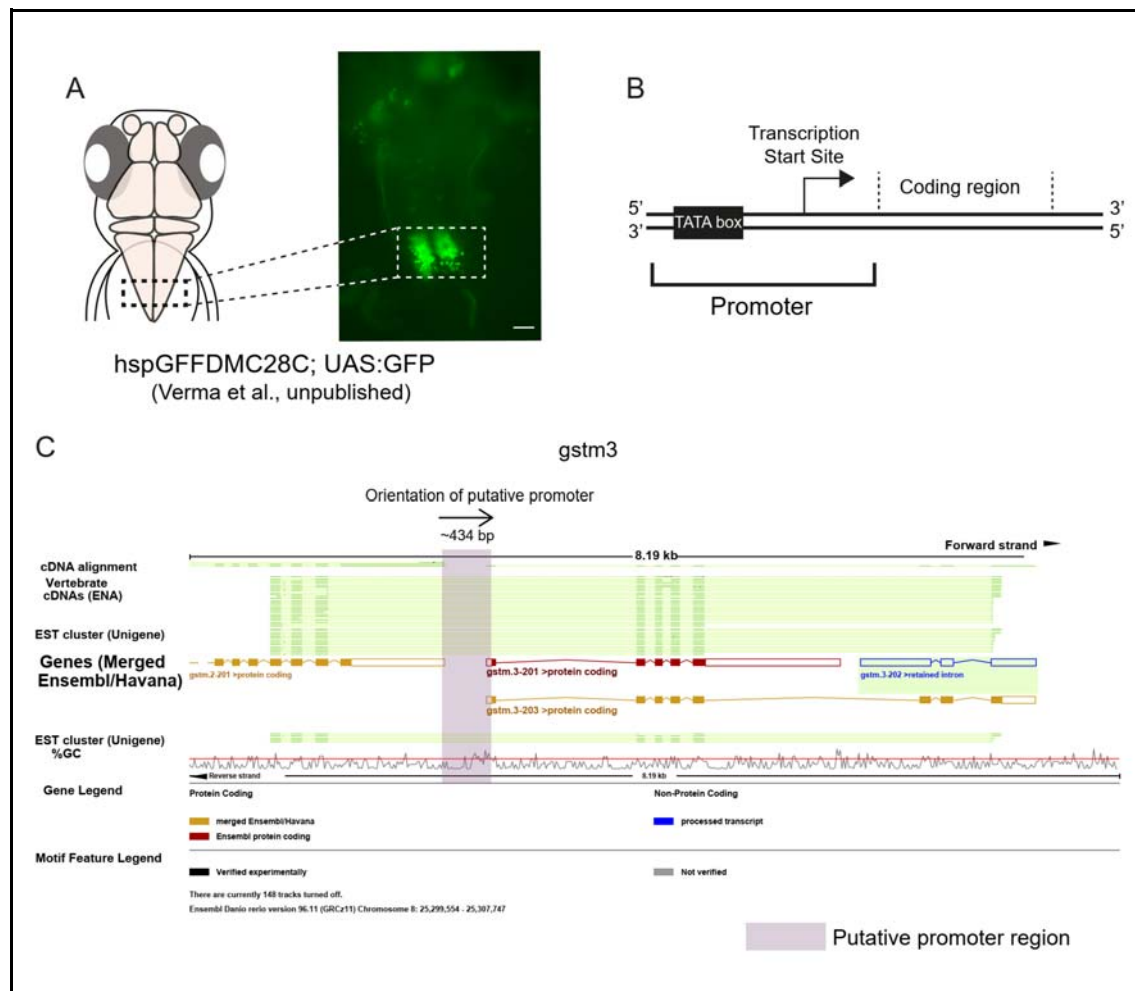 A
hspGFFDMC28C; UAS:GFP
(Verma et al., unpublished)
B
Transcription
Start Site
Coding region
5’
3’
TATA box
3’
5’
Promoter
C
gstm3
Orientation of putative promoter
~434 bp
Forward strand
8.19 kb
cDNA alignment
Vertebrate
cDNAs (ENA)
EST cluster (Unigene)
Genes (Merged
Ensembl/Havana)
gstm.2-201 >protein coding
gstm.3-201 >protein coding
gstm.3-202 >retained intron
gstm.3-203 >protein coding
EST cluster (Unigene)
%GC
Reverse strand
8.19 kb
Gene Legend
Protein Coding
Non-Protein Coding
merged Ensembl/Havana
processed transcript
Ensembl protein coding
Motif Feature Legend
Verified experimentally
Not verified
There are currently 148 tracks turned off.
Ensembl Danio rerio version 96.11 (GRCz11) Chromosome 8: 25,299,554 - 25,307,747
Putative promoter region